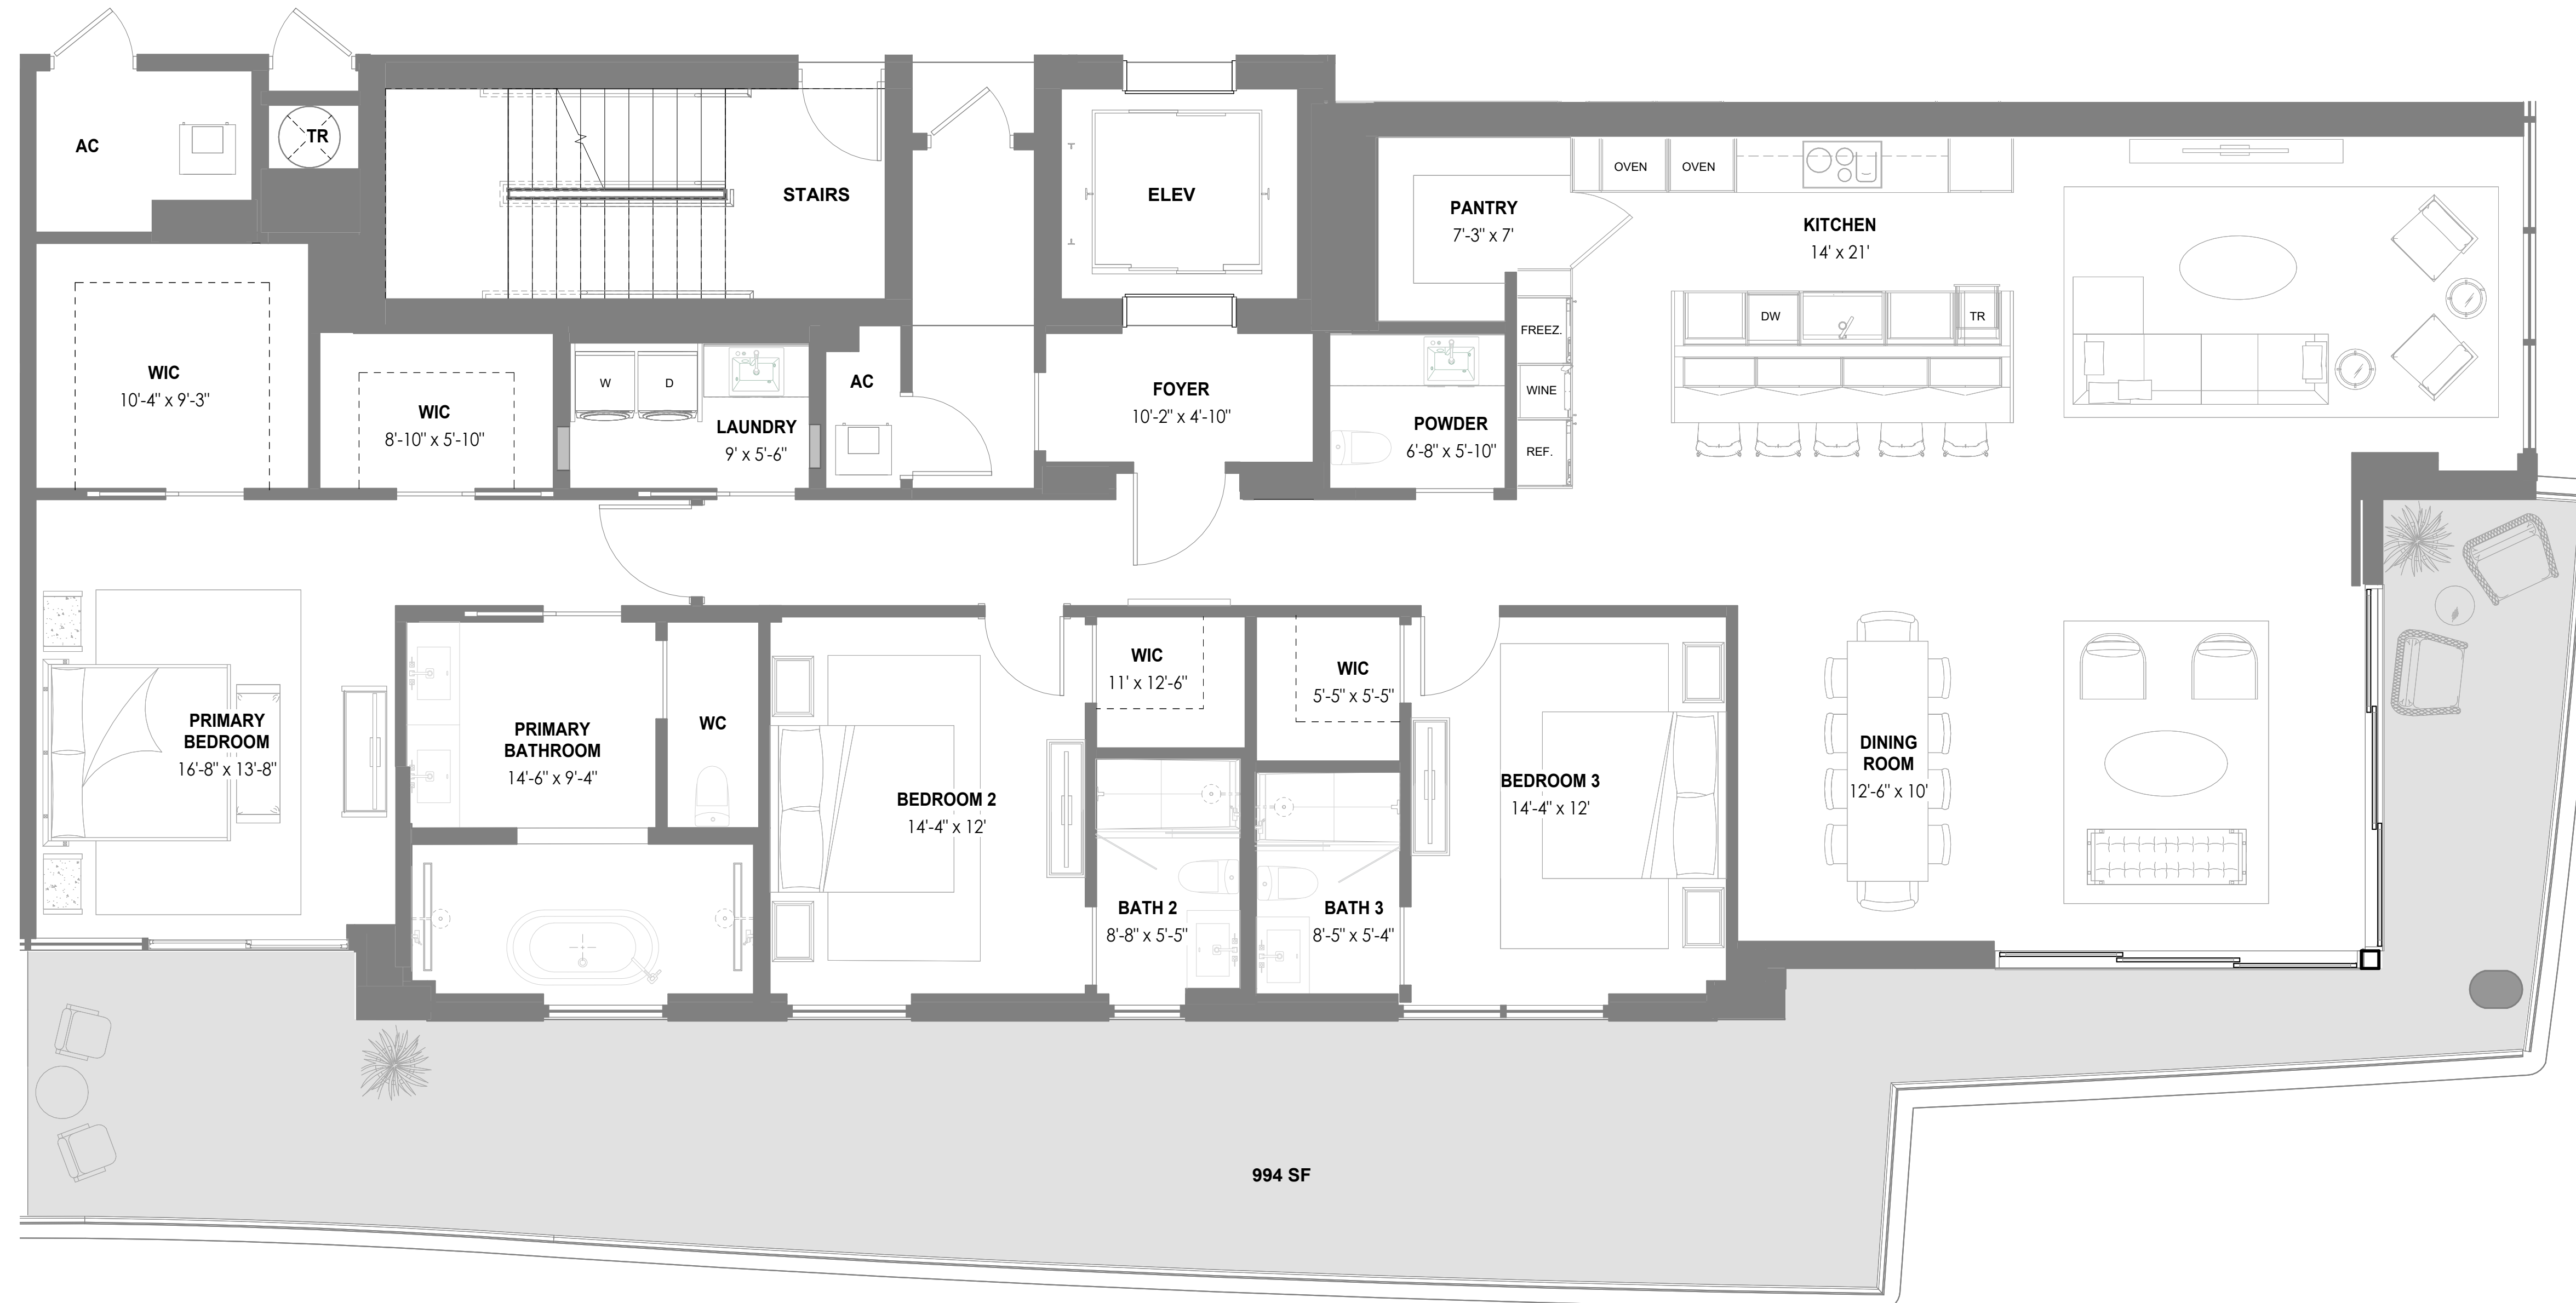 AC
TR
STAIRS
ELEV
OVEN
OVEN
PANTRY
7'-3" x 7'
KITCHEN
14' x 21'
FREEZ.
DW
TR
WIC
10'-4" x 9'-3"
WIC
8'-10" x 5'-10"
W
D
LAUNDRY
9' x 5'-6"
AC
FOYER
10'-2" x 4'-10"
POWDER
6'-8" x 5'-10"
WINE
REF.
PRIMARY
BEDROOM
16'-8" x 13'-8"
PRIMARY
BATHROOM
14'-6" x 9'-4"
WC
BEDROOM 2
14'-4" x 12'
WIC
11' x 12'-6"
WIC
5'-5" x 5'-5"
BEDROOM 3
14'-4" x 12'
DINING
ROOM
12'-6" x 10'
BATH 2
8'-8" x 5'-5"
BATH 3
8'-5" x 5'-4"
994 SF